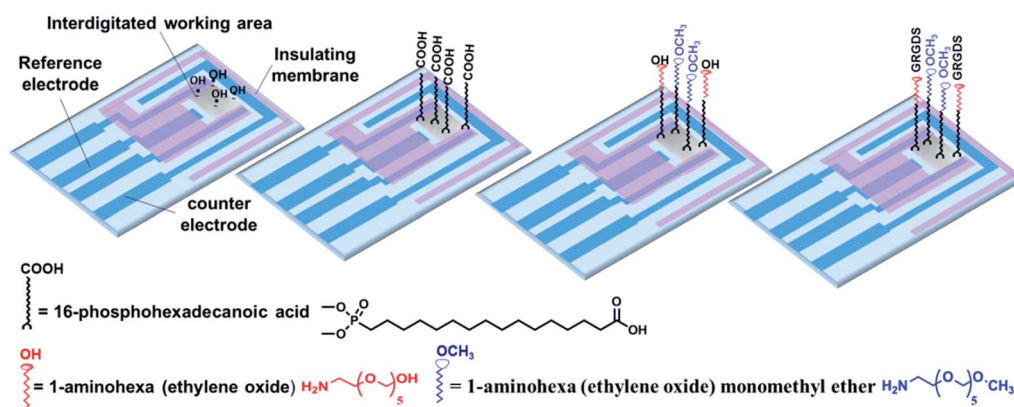 Interdigitated working area
Reference
electrode
Insulating
membrane
counter
electrode
OH
OH
OH
OH
COOH
COOH
COOH
COOH
OH
OCH3
OCH3
OH
GRGDS
OCH3
OCH3
GRGDS
COOH
= 16-phosphohexadecanoic acid
O
P
O
OH
OH
= 1-aminohexa (ethylene oxide)
H2N
(O
)5
OH
OCH3
= 1-aminohexa (ethylene oxide) monomethyl ether
H2N
(O
)5
O
CH3